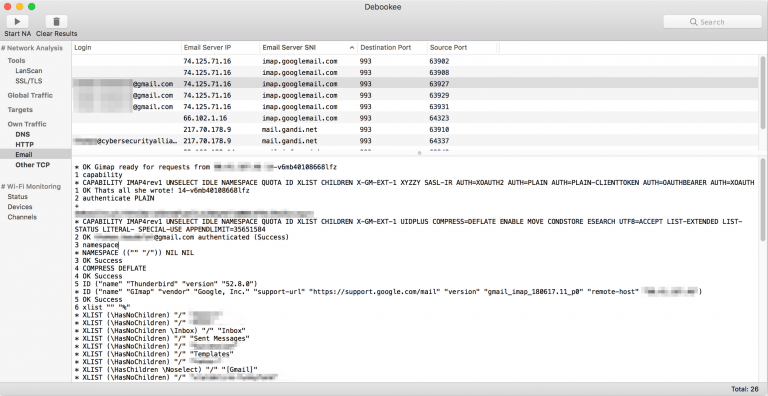 Debookee
Start NA
Clear Results
Search
# Network Analysis
Tools
LanScan
SSL/TLS
Global Traffic
Targets
Own Traffic
DNS
HTTP
Email
Other TCP
# Wi-Fi Monitoring
Status
Devices
Channels
Login Email Server IP Email Server SNI Destination Port Source Port
74.125.71.16 imap.googlemail.com 993 63902
74.125.71.16 imap.googlemail.com 993 63908
@gmail.com 74.125.71.16 imap.googlemail.com 993 63927
@gmail.com 74.125.71.16 imap.googlemail.com 993 63929
@gmail.com 74.125.71.16 imap.googlemail.com 993 63931
66.102.1.16 imap.googlemail.com 993 64323
217.70.178.9 mail.gandi.net 993 63910
@cybersecurityallia... 217.70.178.9 mail.gandi.net 993 64337
* OK Gimap ready for requests from -v6mb40108668lfz
1 capability
* CAPABILITY IMAP4rev1 UNSELECT IDLE NAMESPACE QUOTA ID XLIST CHILDREN X-GM-EXT-1 XYZZY SASL-IR AUTH=XOAUTH2 AUTH=PLAIN AUTH=PLAIN-CLIENTTOKEN AUTH=OAUTHBEARER AUTH=XOAUTH
1 OK Thats all she wrote! 14-v6mb40108668lfz
2 authenticate PLAIN
+
* CAPABILITY IMAP4rev1 UNSELECT IDLE NAMESPACE QUOTA ID XLIST CHILDREN X-GM-EXT-1 UIDPLUS COMPRESS=DEFLATE ENABLE MOVE CONDSTORE ESEARCH UTF8=ACCEPT LIST-EXTENDED LIST-
STATUS LITERAL- SPECIAL-USE APPENDLIMIT=35651584
2 OK @gmail.com authenticated (Success)
3 namespace
* NAMESPACE (("" "/")) NIL NIL
3 OK Success
4 COMPRESS DEFLATE
4 OK Success
5 ID ("name" "Thunderbird" "version" "52.8.0")
* ID ("name" "GImap" "vendor" "Google, Inc." "support-url" "https://support.google.com/mail" "version" "gmail_imap_180617.11_p0" "remote-host" )
5 OK Success
6 xlist "" "%"
* XLIST (\HasNoChildren) "/"
* XLIST (\HasNoChildren) "/"
* XLIST (\HasNoChildren \Inbox) "/" "Inbox"
* XLIST (\HasNoChildren) "/" "Sent Messages"
* XLIST (\HasNoChildren) "/"
* XLIST (\HasNoChildren) "/" "Templates"
* XLIST (\HasNoChildren) "/"
* XLIST (\HasChildren \Noselect) "/" "[Gmail]"
* XLIST (\HasNoChildren) "/"
Total: 26